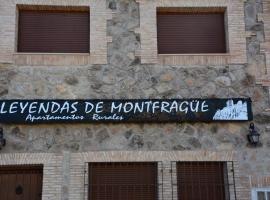 LEYENDAS DE MONTFRAGÜE
Apartamentos Rurales